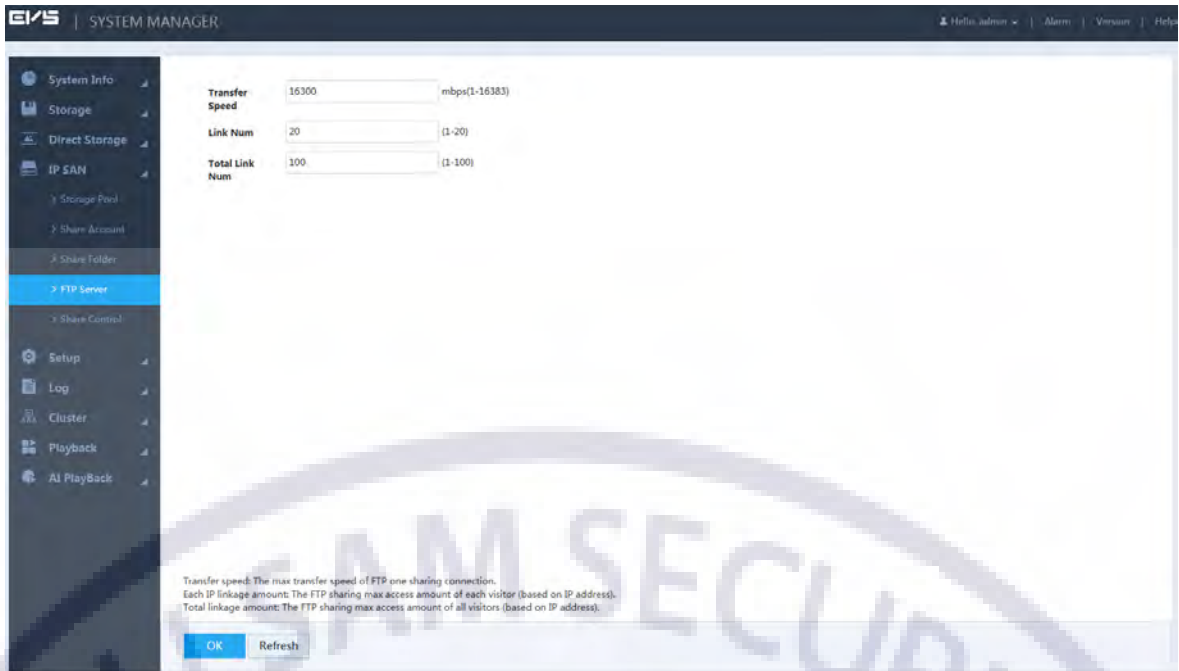 EVS | SYSTEM MANAGER
Hello, admin | Alarm | Version | Help
System Info
Storage
Direct Storage
IP SAN
> Storage Pool
> Share Account
> Share Folder
> FTP Server
> Share Control
Setup
Log
Cluster
Playback
AI PlayBack
Transfer
Speed
16300
mbps(1-16383)
Link Num
20
(1-20)
Total Link
Num
100
(1-100)
Transfer speed: The max transfer speed of FTP one sharing connection.
Each IP linkage amount: The FTP sharing max access amount of each visitor (based on IP address).
Total linkage amount: The FTP sharing max access amount of all visitors (based on IP address).
OK
Refresh
SAM SECUR